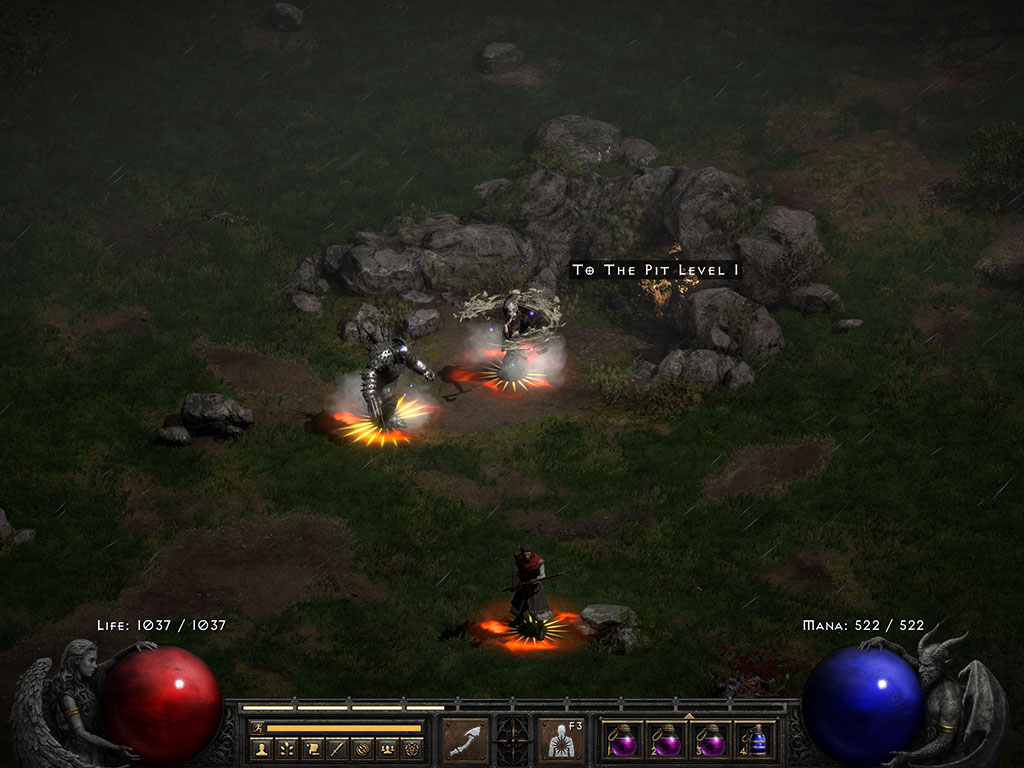 To The Pit Level 1
Life: 1037 / 1037
Mana: 522 / 522
F3
1
2
3
4